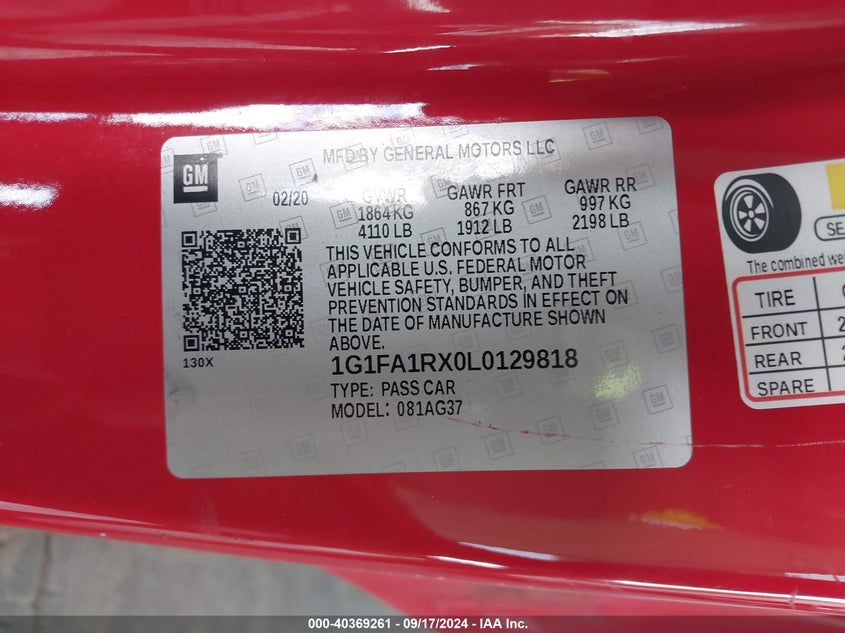 MFD BY GENERAL MOTORS LLC
GM
02/20
GVWR GAWR FRT GAWR RR
1864 KG 867 KG 997 KG
4110 LB 1912 LB 2198 LB
THIS VEHICLE CONFORMS TO ALL
APPLICABLE U.S. FEDERAL MOTOR
VEHICLE SAFETY, BUMPER, AND THEFT
PREVENTION STANDARDS IN EFFECT ON
THE DATE OF MANUFACTURE SHOWN
ABOVE.
130X
1G1FA1RX0L0129818
TYPE: PASS CAR
MODEL: 081AG37
The combined
TIRE
FRONT
REAR
SPARE
000-40369261 - 09/17/2024 - IAA Inc.